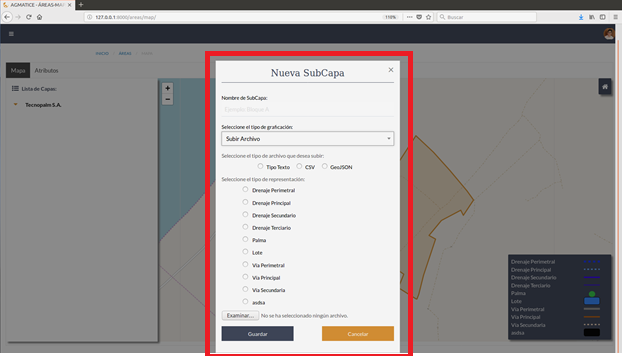 AGMATICE - ÁREAS-MA
127.0.0.1:8000/areas/map/
110%
Buscar
INICIO / ÁREAS /
Mapa Atributos
Lista de Capas:
Tecnopalm S.A.
+
−
Nueva SubCapa
×
Nombre de SubCapa:
Ejemplo: Bloque A
Seleccione el tipo de graficación:
Subir Archivo
Seleccione el tipo de archivo que desea subir:
Tipo Texto CSV GeoJSON
Seleccione el tipo de representación:
Drenaje Perimetral
Drenaje Principal
Drenaje Secundario
Drenaje Terciario
Palma
Lote
Vía Perimetral
Vía Principal
Vía Secundaria
asdsa
Examinar... No se ha seleccionado ningún archivo.
Guardar Cancelar
Drenaje Perimetral
Drenaje Principal
Drenaje Secundario
Drenaje Terciario
Palma
Lote
Vía Perimetral
Vía Principal
Vía Secundaria
asdsa